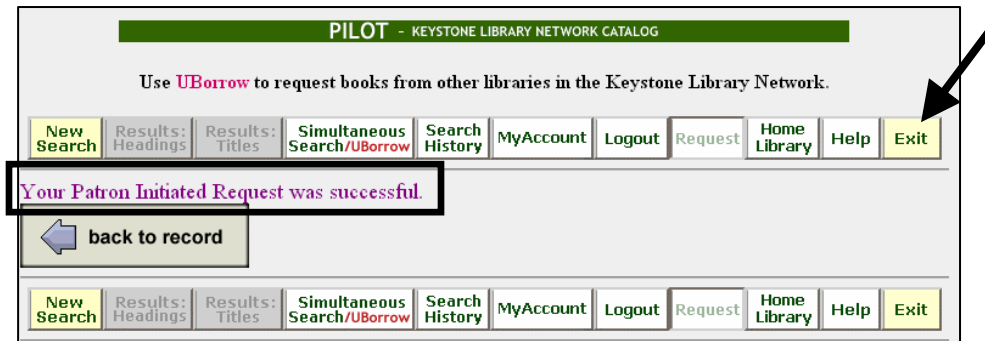 PILOT - KEYSTONE LIBRARY NETWORK CATALOG
Use UBorrow to request books from other libraries in the Keystone Library Network.
New Search Results: Headings Results: Titles Simultaneous Search/UBorrow Search History MyAccount Logout Request Home Library Help Exit
Your Patron Initiated Request was successful.
back to record
New Search Results: Headings Results: Titles Simultaneous Search/UBorrow Search History MyAccount Logout Request Home Library Help Exit